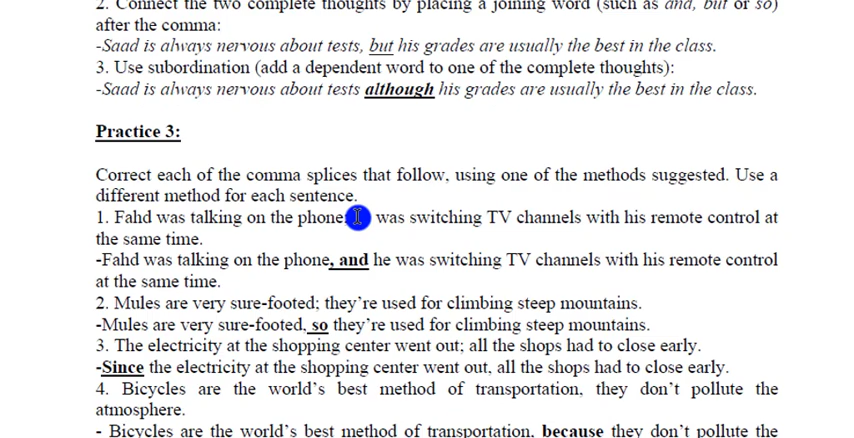 2. Connect the two complete thoughts by placing a joining word (such as and, but or so)
after the comma:
-Saad is always nervous about tests, but his grades are usually the best in the class.
3. Use subordination (add a dependent word to one of the complete thoughts):
-Saad is always nervous about tests although his grades are usually the best in the class.
Practice 3:
Correct each of the comma splices that follow, using one of the methods suggested. Use a
different method for each sentence.
1. Fahd was talking on the phone was switching TV channels with his remote control at
the same time.
-Fahd was talking on the phone, and he was switching TV channels with his remote control
at the same time.
2. Mules are very sure-footed; they're used for climbing steep mountains.
-Mules are very sure-footed, so they're used for climbing steep mountains.
3. The electricity at the shopping center went out; all the shops had to close early.
-Since the electricity at the shopping center went out, all the shops had to close early.
4. Bicycles are the world's best method of transportation, they don't pollute the
atmosphere.
- Bicycles are the world's best method of transportation, because they don't pollute the